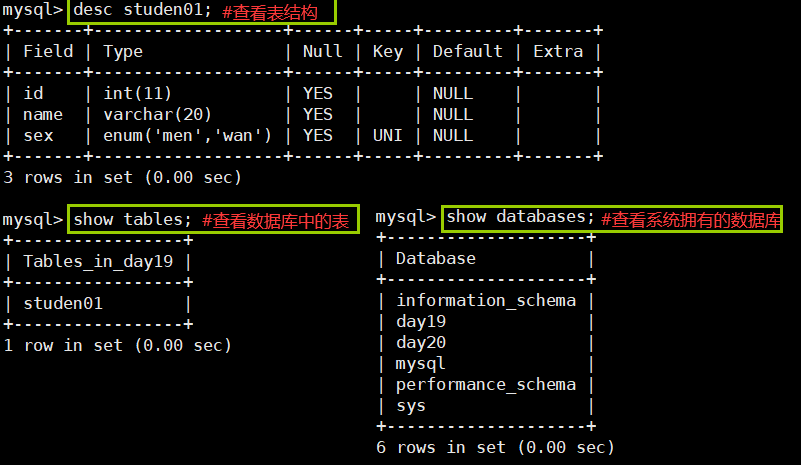 mysql> desc studen01; #查看表结构
+-------+-------------------+------+-----+---------+-------+
| Field | Type              | Null | Key | Default | Extra |
+-------+-------------------+------+-----+---------+-------+
| id    | int(11)           | YES  |     | NULL    |       |
| name  | varchar(20)       | YES  |     | NULL    |       |
| sex   | enum('men','wan') | YES  | UNI | NULL    |       |
+-------+-------------------+------+-----+---------+-------+
3 rows in set (0.00 sec)
mysql> show tables; #查看数据库中的表
+-----------------+
| Tables_in_day19 |
+-----------------+
| studen01        |
+-----------------+
1 row in set (0.00 sec)
mysql> show databases; #查看系统拥有的数据库
+--------------------+
| Database           |
+--------------------+
| information_schema |
| day19              |
| day20              |
| mysql              |
| performance_schema |
| sys                |
+--------------------+
6 rows in set (0.00 sec)